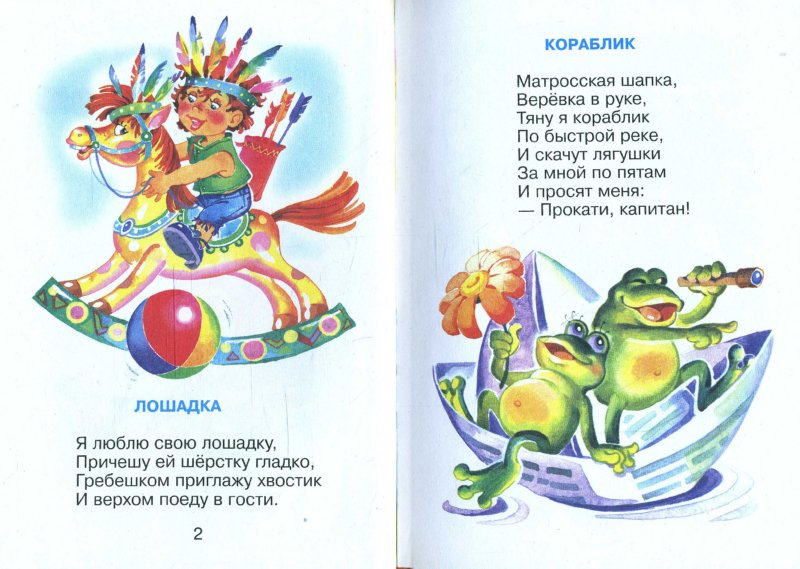 ЛОШАДКА
Я люблю свою лошадку,
Причешу ей шёрстку гладко,
Гребешком приглажу хвостик
И верхом поеду в гости.
2
КОРАБЛИК
Матросская шапка,
Верёвка в руке,
Тяну я кораблик
По быстрой реке,
И скачут лягушки
За мной по пятам
И просят меня:
— Прокати, капитан!